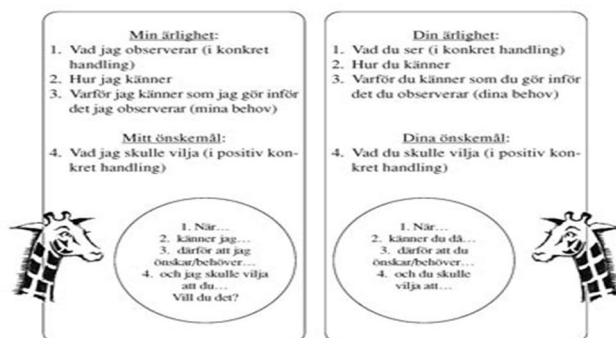 Min ärlighet:
1. Vad jag observerar (i konkret
handling)
2. Hur jag känner
3. Varför jag känner som jag gör inför
det jag observerar (mina behov)
Mitt önskemål:
4. Vad jag skulle vilja (i positiv kon-
kret handling)
1. När…
2. känner jag…
3. därför att jag
önskar/behöver…
4. och jag skulle vilja
att du…
Vill du det?
Din ärlighet:
1. Vad du ser (i konkret handling)
2. Hur du känner
3. Varför du känner som du gör inför
det du observerar (dina behov)
Dina önskemål:
4. Vad du skulle vilja (i positiv kon-
kret handling)
1. När…
2. känner du då…
3. därför att du
önskar/behöver…
4. och du skulle
vilja att…